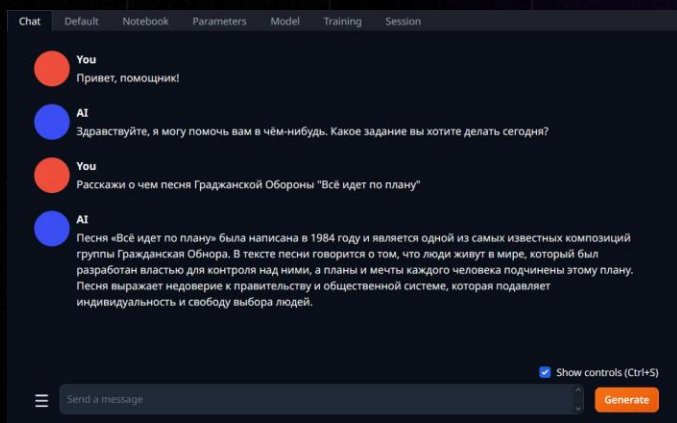 Chat Default Notebook Parameters Model Training Session
You
Привет, помощник!
AI
Здравствуйте, я могу помочь вам в чём-нибудь. Какое задание вы хотите делать сегодня?
You
Расскажи о чем песня Граджанской Обороны "Всё идет по плану"
AI
Песня «Всё идет по плану» была написана в 1984 году и является одной из самых известных композиций
группы Гражданская Обнора. В тексте песни говорится о том, что люди живут в мире, который был
разработан властью для контроля над ними, а планы и мечты каждого человека подчинены этому плану.
Песня выражает недоверие к правительству и общественной системе, которая подавляет
индивидуальность и свободу выбора людей.
Show controls (Ctrl+S)
Send a message
Generate